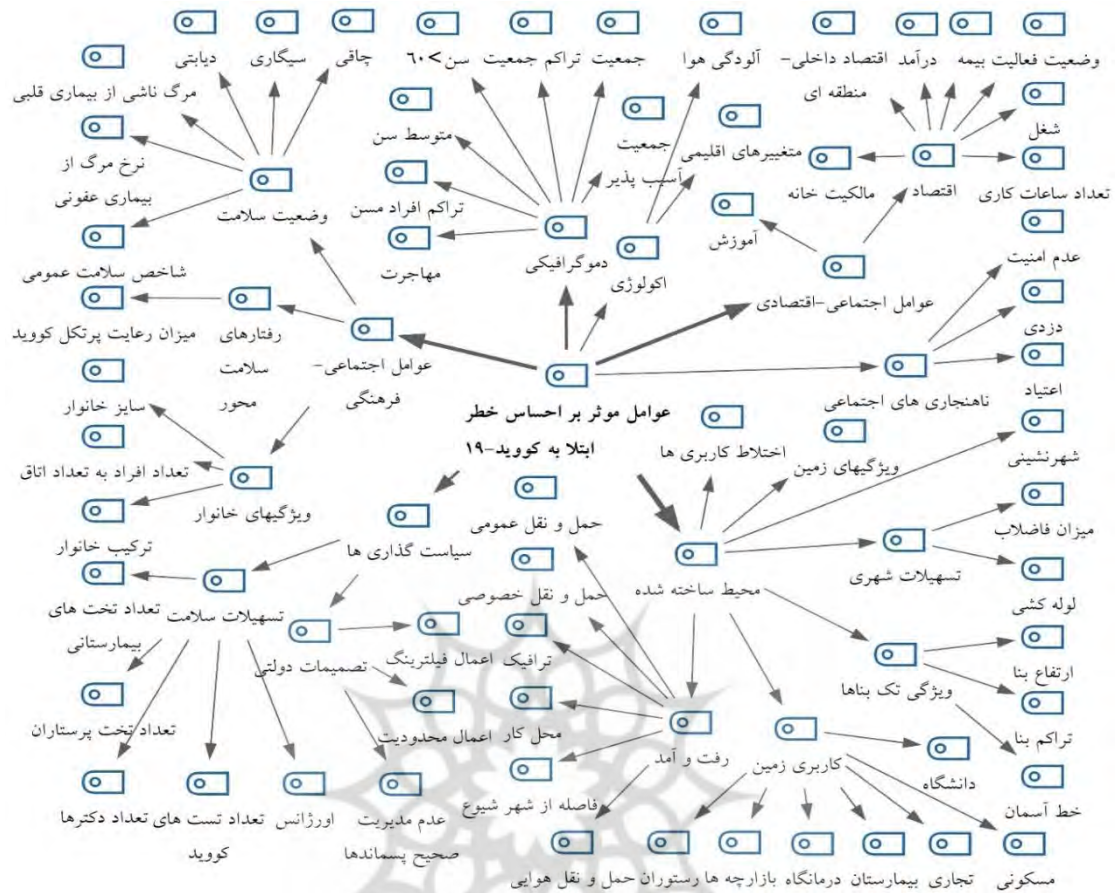 وضعیت فعالیت
بیمه
درآمد
اقتصاد داخلی-
منطقه ای
آلودگی هوا
جمعیت
تراکم جمعیت
سن>۶۰
چاقی
سیگاری
دیابتی
مرگ ناشی از بیماری قلبی
شغل
متغییرهای اقلیمی
جمعیت
آسیب پذیر
متوسط سن
نرخ مرگ از
بیماری عفونی
تعداد ساعات کاری
اقتصاد
مالکیت خانه
تراکم افراد مسن
وضعیت سلامت
عدم امنیت
آموزش
اکولوژی
دموگرافیکی
مهاجرت
شاخص سلامت عمومی
عوامل اجتماعی-اقتصادی
دزدی
رفتارهای
سلامت
محور
میزان رعایت پرتکل کووید
عوامل اجتماعی-
فرهنگی
اعتیاد
ناهنجاری های اجتماعی
عوامل موثر بر احساس خطر
ابتلا به کووید-۱۹
سایز خانوار
شهرنشینی
ویژگیهای زمین
اختلاط کاربری ها
تعداد افراد به تعداد اتاق
ویژگیهای خانوار
ترکیب خانوار
میزان فاضلاب
تسهیلات شهری
محیط ساخته شده
حمل و نقل عمومی
سیاست گذاری ها
لوله کشی
حمل و نقل خصوصی
تسهیلات سلامت
تعداد تخت های
بیمارستانی
ارتفاع بنا
ویژگی تک بناها
ترافیک
اعمال فیلترینگ
تصمیمات دولتی
تراکم بنا
رفت و آمد
کاربری زمین
محل کار
اعمال محدودیت
تعداد تخت پرستاران
خط آسمان
دانشگاه
فاصله از شهر شیوع
عدم مدیریت
صحیح پسماندها
اورژانس
تعداد تست های
کووید
تعداد دکترها
مسکونی
تجاری
بیمارستان
درمانگاه
بازارچه ها
رستوران
حمل و نقل هوایی